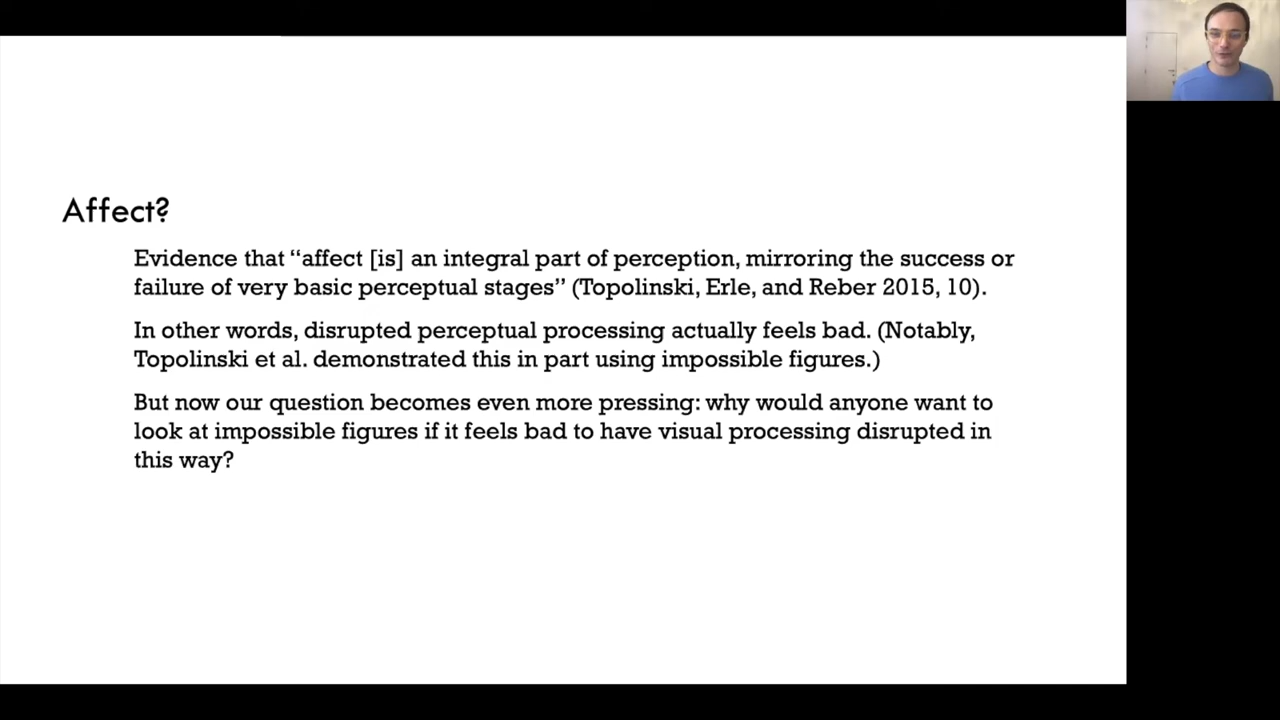 Affect?
Evidence that “affect [is] an integral part of perception, mirroring the success or
failure of very basic perceptual stages” (Topolinski, Erle, and Reber 2015, 10).
In other words, disrupted perceptual processing actually feels bad. (Notably,
Topolinski et al. demonstrated this in part using impossible figures.)
But now our question becomes even more pressing: why would anyone want to
look at impossible figures if it feels bad to have visual processing disrupted in
this way?